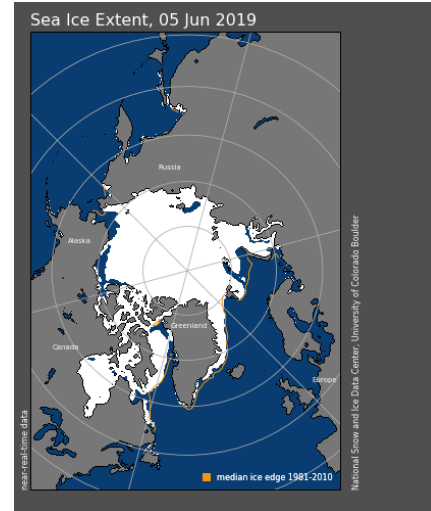 Sea Ice Extent, 05 Jun 2019
Russia
Alaska
Greenland
Canada
Europe
median ice edge 1981-2010
near-real-time data
National Snow and Ice Data Center, University of Colorado Boulder